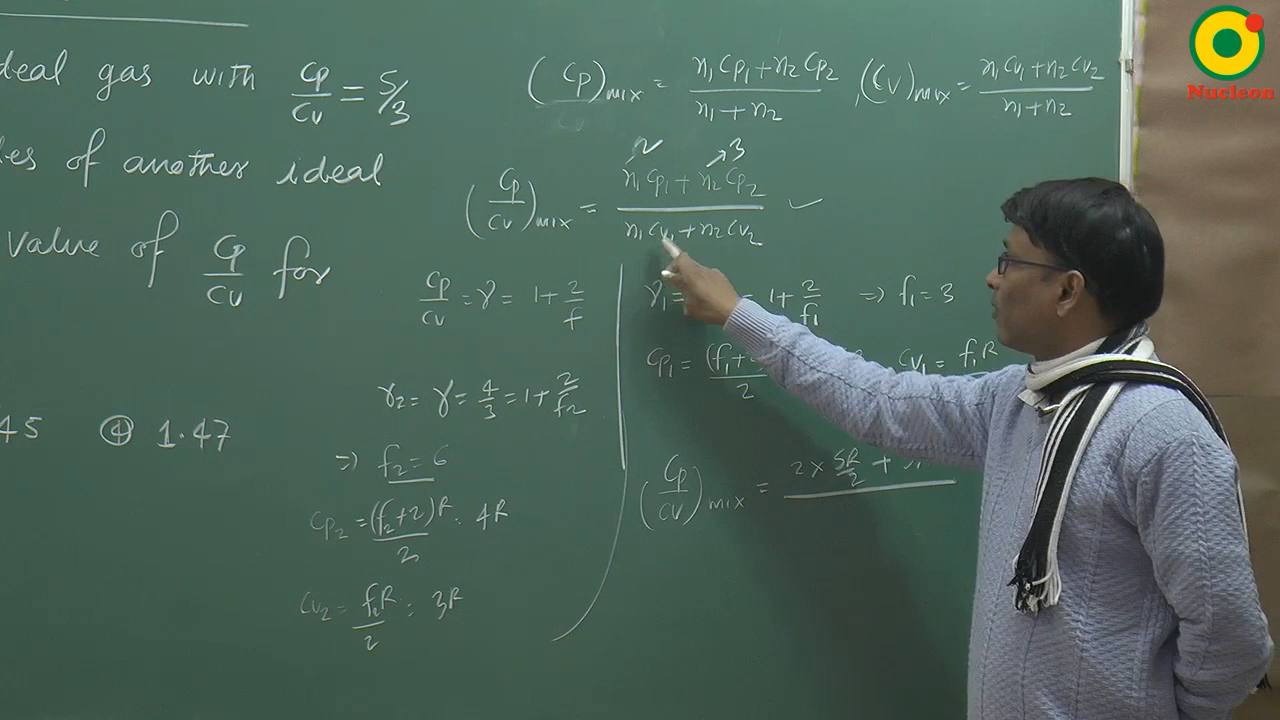 deal gas with Cp/Cv = 5/3
les of another ideal
value of Cp/Cv for
45 ④ 1.47
(Cp)mix = (n1Cp1 + n2Cp2)/(n1 + n2) , (Cv)mix = (n1Cv1 + n2Cv2)/(n1 + n2)
2 3
(Cp/Cv)mix = (n1Cp1 + n2Cp2)/(n1Cv1 + n2Cv2) ✓
Cp/Cv = γ = 1 + 2/f
γ2 = γ = 4/3 = 1 + 2/f2
⇒ f2 = 6
Cp2 = (f2+2)R/2 = 4R
Cv2 = f2R/2 = 3R
γ1 = 1 + 2/f1 ⇒ f1 = 3
Cp1 = (f1+2 /2 Cv1 = f1R
(Cp/Cv)mix = 2 × 5R/2 +
Nucleon